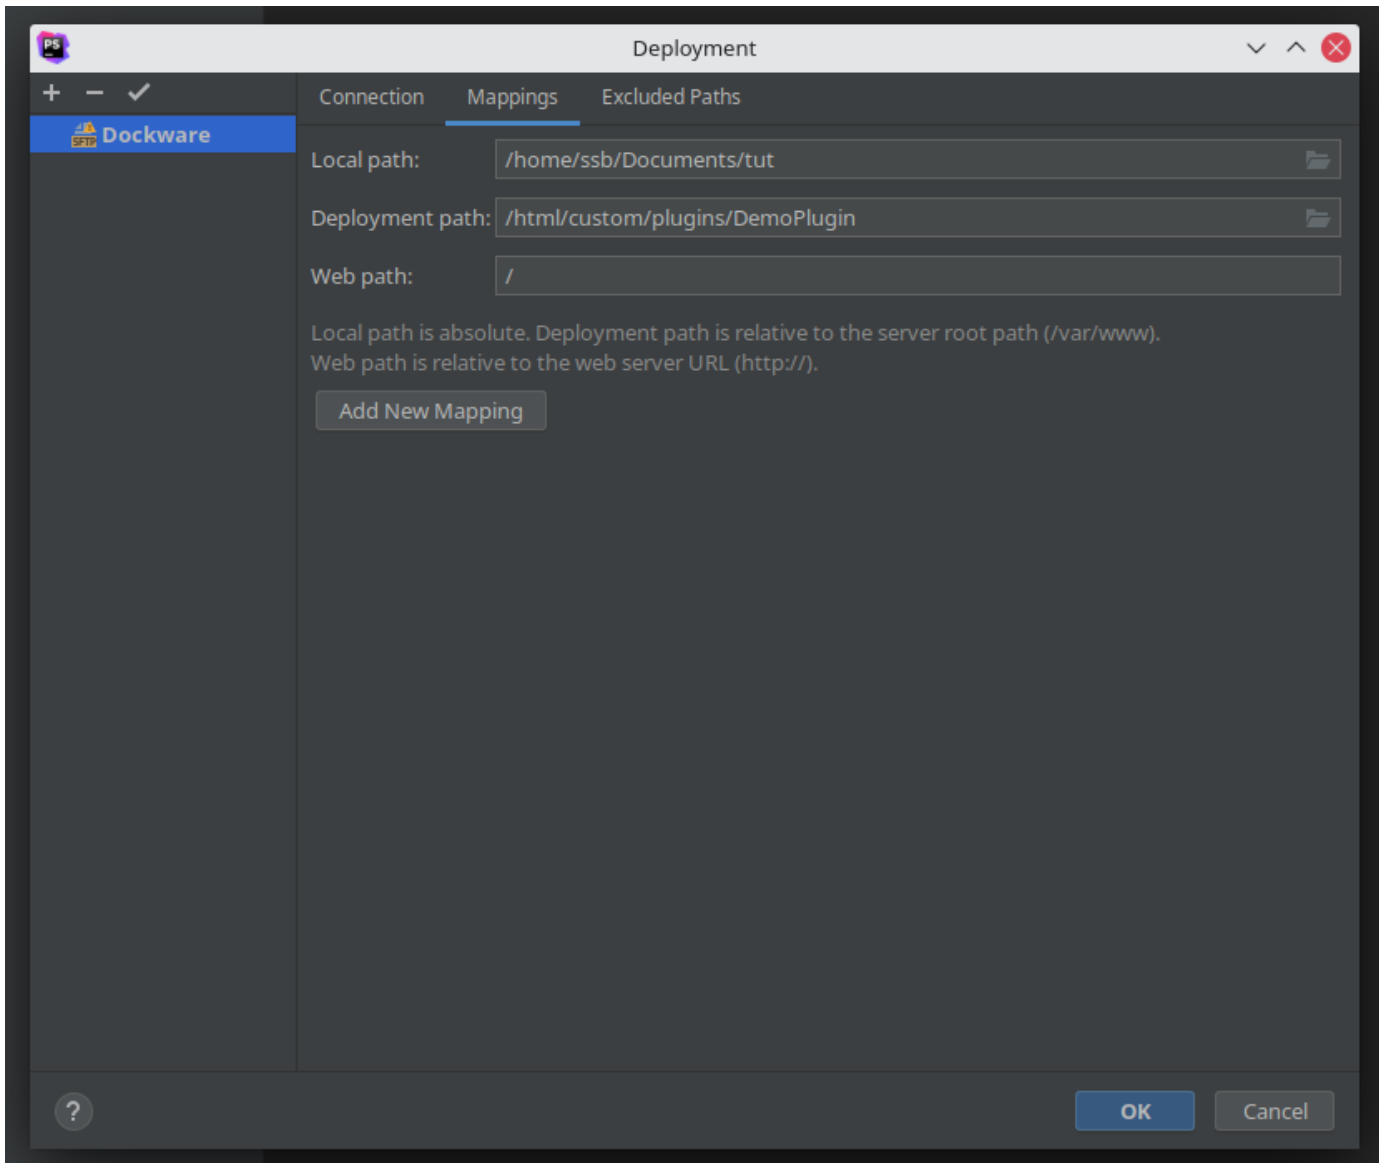 PS
Deployment
Connection Mappings Excluded Paths
SFTP Dockware
Local path: /home/ssb/Documents/tut
Deployment path: /html/custom/plugins/DemoPlugin
Web path: /
Local path is absolute. Deployment path is relative to the server root path (/var/www).
Web path is relative to the web server URL (http://).
Add New Mapping
?
OK Cancel